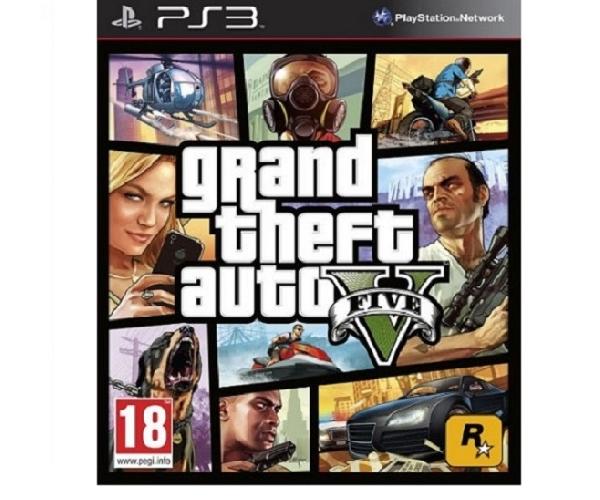 PS3
PlayStation®Network
grand
theft
auto
FIVE
V
18
www.pegi.info
R